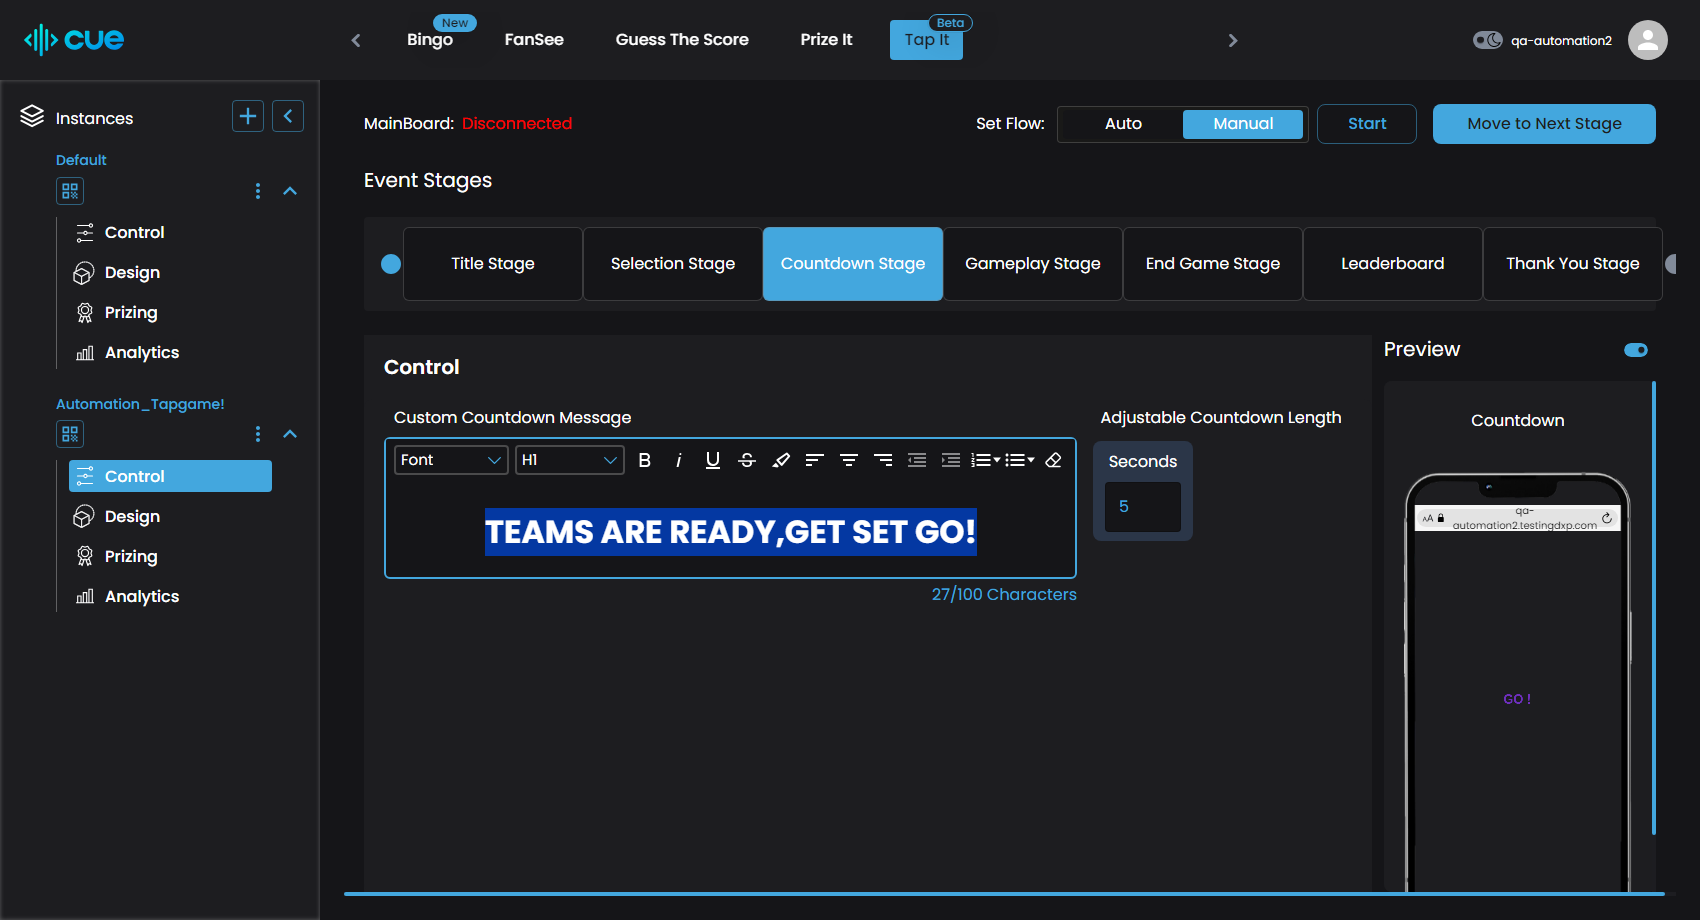 cue
New
Bingo
FanSee
Guess The Score
Prize It
Beta
Tap It
qa-automation2
Instances
Default
Control
Design
Prizing
Analytics
Automation_Tapgame!
Control
Design
Prizing
Analytics
MainBoard: Disconnected
Set Flow:
Auto
Manual
Start
Move to Next Stage
Event Stages
Title Stage
Selection Stage
Countdown Stage
Gameplay Stage
End Game Stage
Leaderboard
Thank You Stage
Control
Custom Countdown Message
Font
H1
B i U S
TEAMS ARE READY,GET SET GO!
27/100 Characters
Adjustable Countdown Length
Seconds
5
Preview
Countdown
AA
qa-
automation2.testingdxp.com
GO !